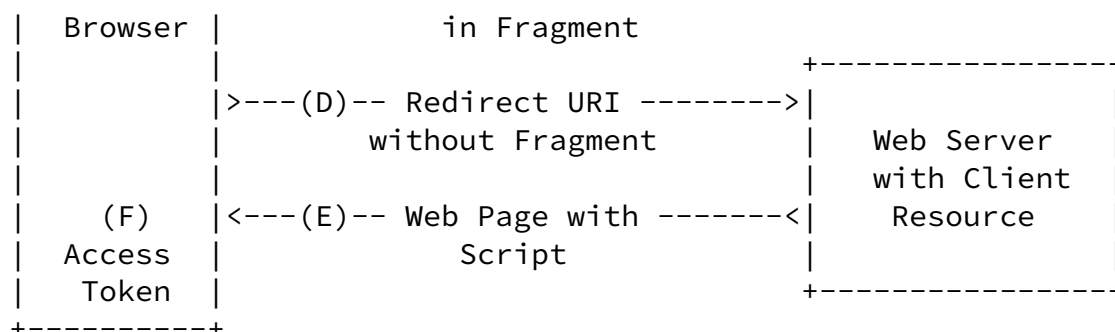 |  Browser |            in Fragment
|          |                                +----------------
|          |>---(D)-- Redirect URI -------->|
|          |        without Fragment        |   Web Server   |
|          |                                |   with Client  |
|    (F)   |<---(E)-- Web Page with -------<|    Resource    |
|  Access  |             Script             |
|   Token  |                                +----------------
+----------+